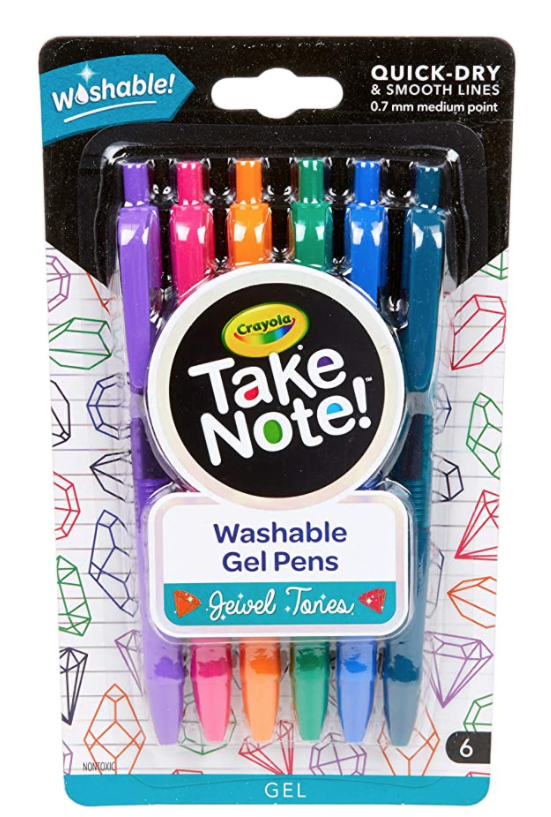 Washable!
QUICK-DRY
& SMOOTH LINES
0.7 mm medium point
Crayola
Take
Note!™
Washable
Gel Pens
Jewel Tones
6
NONTOXIC
GEL